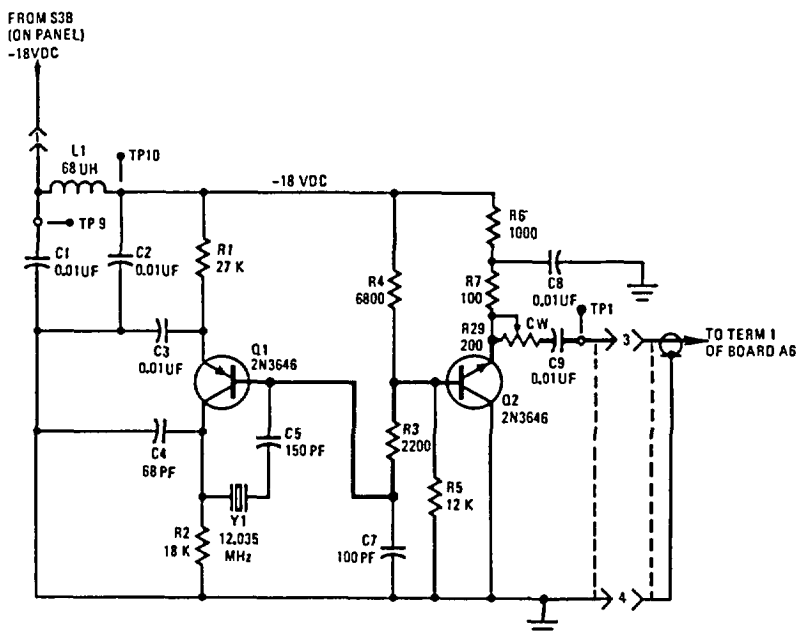 FROM S3B
(ON PANEL)
-18VDC
L1
68 UH
TP10
-18 VDC
TP9
C1
0.01UF
C2
0.01UF
R1
27 K
R4
6800
R6
1000
R7
100
C8
0.01UF
TP1
C3
0.01UF
Q1
2N3646
R29
200
CW
C9
0.01UF
3
TO TERM 1
OF BOARD A6
Q2
2N3646
C4
68 PF
C5
150 PF
R3
2200
R5
12 K
Y1
12.035
MHz
R2
18 K
C7
100 PF
4